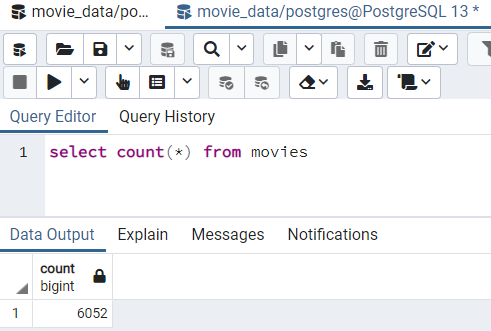 movie_data/po... movie_data/postgres@PostgreSQL 13 *
Query Editor Query History
1 select count(*) from movies
Data Output Explain Messages Notifications
count
bigint
1 6052